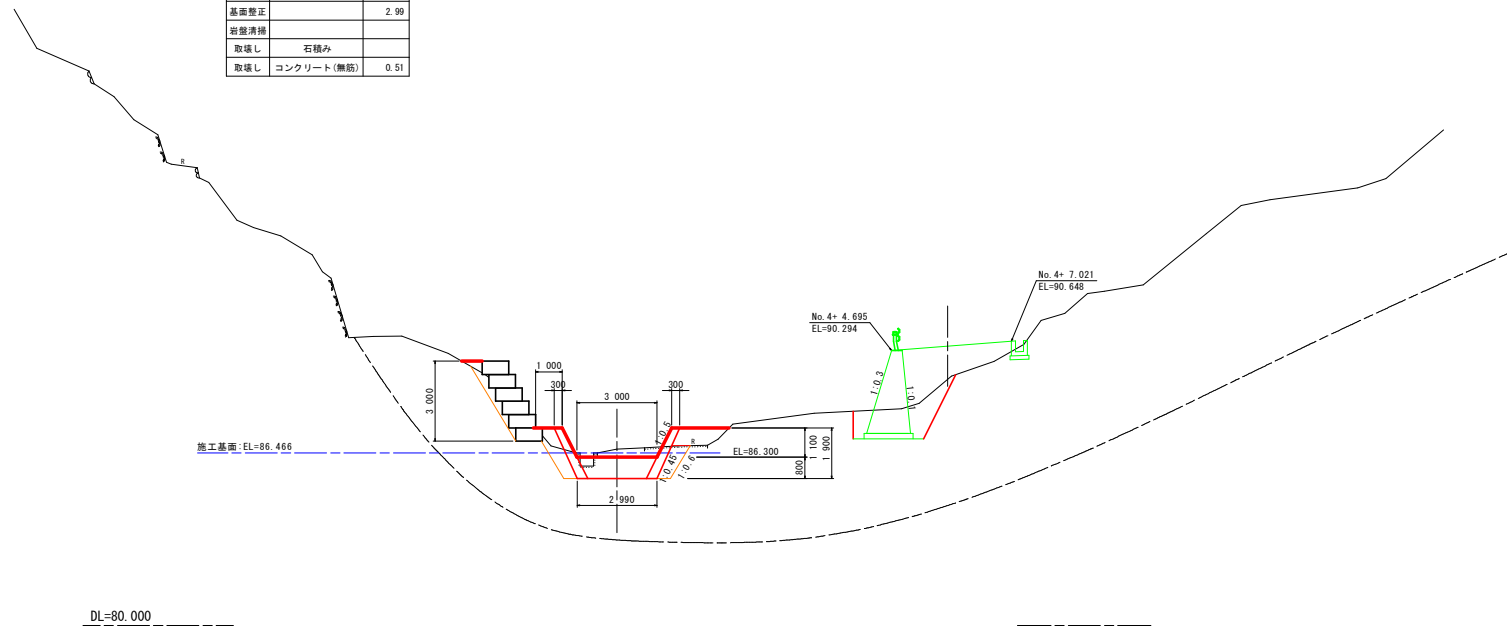 基面整正 2.99
岩盤清掃
取壊し 石積み
取壊し コンクリート(無筋) 0.51
R
No.4+ 7.021
EL=90.648
No.4+ 4.695
EL=90.294
1:0.3
1:0.1
1 000
300
300
3 000
3 000
1:0.5
R
施工基面:EL=86.466
EL=86.300
1 100
1 900
800
1:0.45
1:0.6
2 990
DL=80.000